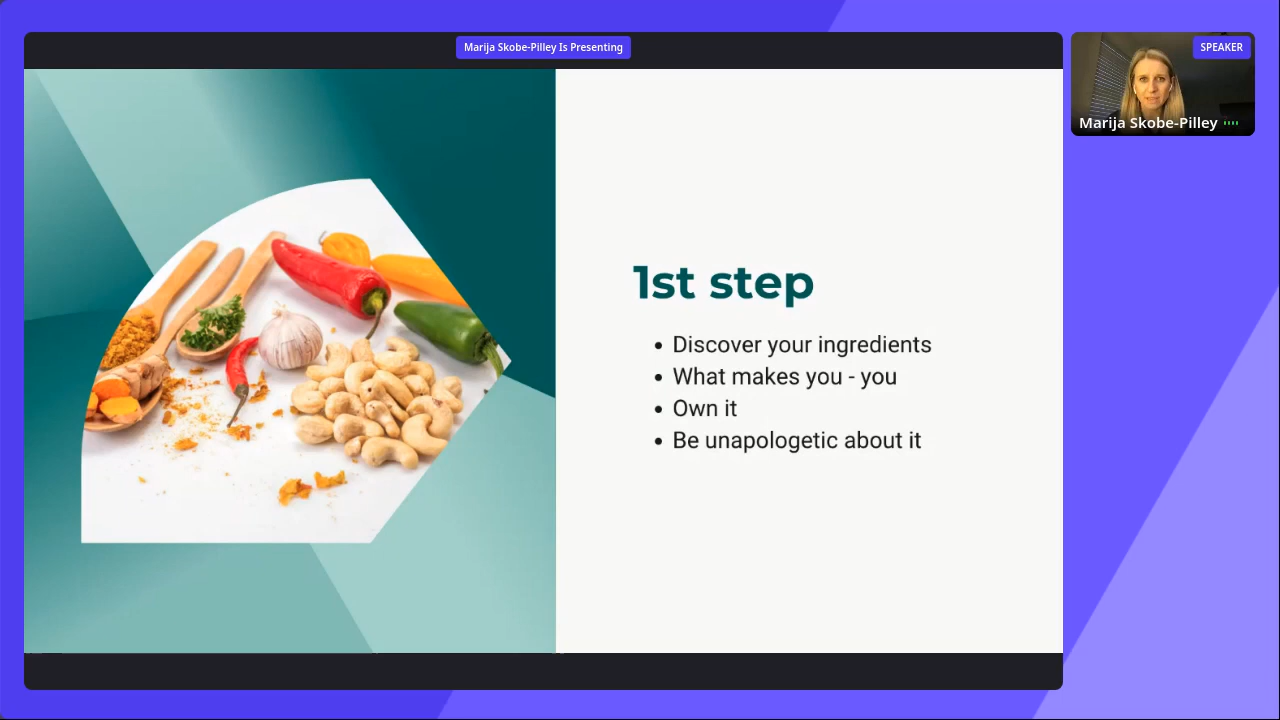 Marija Skobe-Pilley Is Presenting
SPEAKER
Marija Skobe-Pilley
1st step
• Discover your ingredients
• What makes you - you
• Own it
• Be unapologetic about it